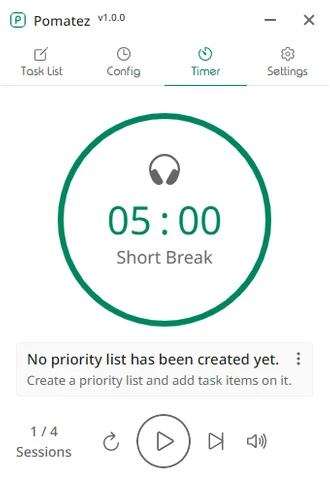 P Pomatez v1.0.0
Task List Config Timer Settings
05 : 00
Short Break
No priority list has been created yet.
Create a priority list and add task items on it.
1 / 4
Sessions